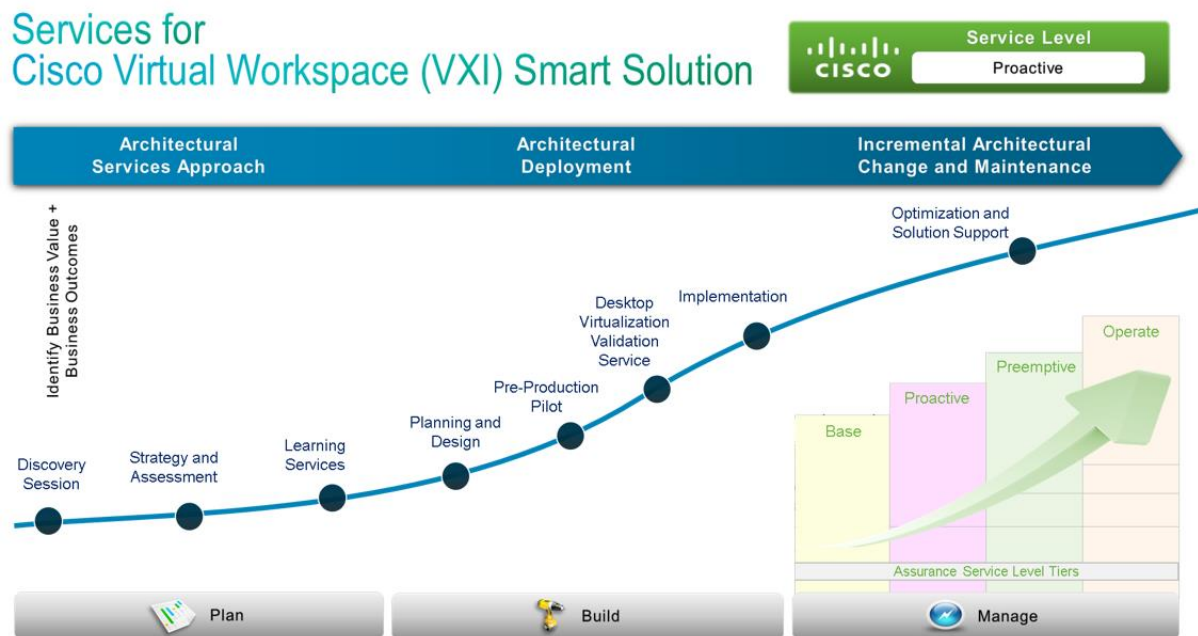 Services for
Cisco Virtual Workspace (VXI) Smart Solution
CISCO
Service Level
Proactive
Architectural
Services Approach
Architectural
Deployment
Incremental Architectural
Change and Maintenance
Identify Business Value +
Business Outcomes
Discovery
Session
Strategy and
Assessment
Learning
Services
Planning and
Design
Pre-Production
Pilot
Desktop
Virtualization
Validation
Service
Implementation
Optimization and
Solution Support
Base
Proactive
Preemptive
Operate
Assurance Service Level Tiers
Plan
Build
Manage